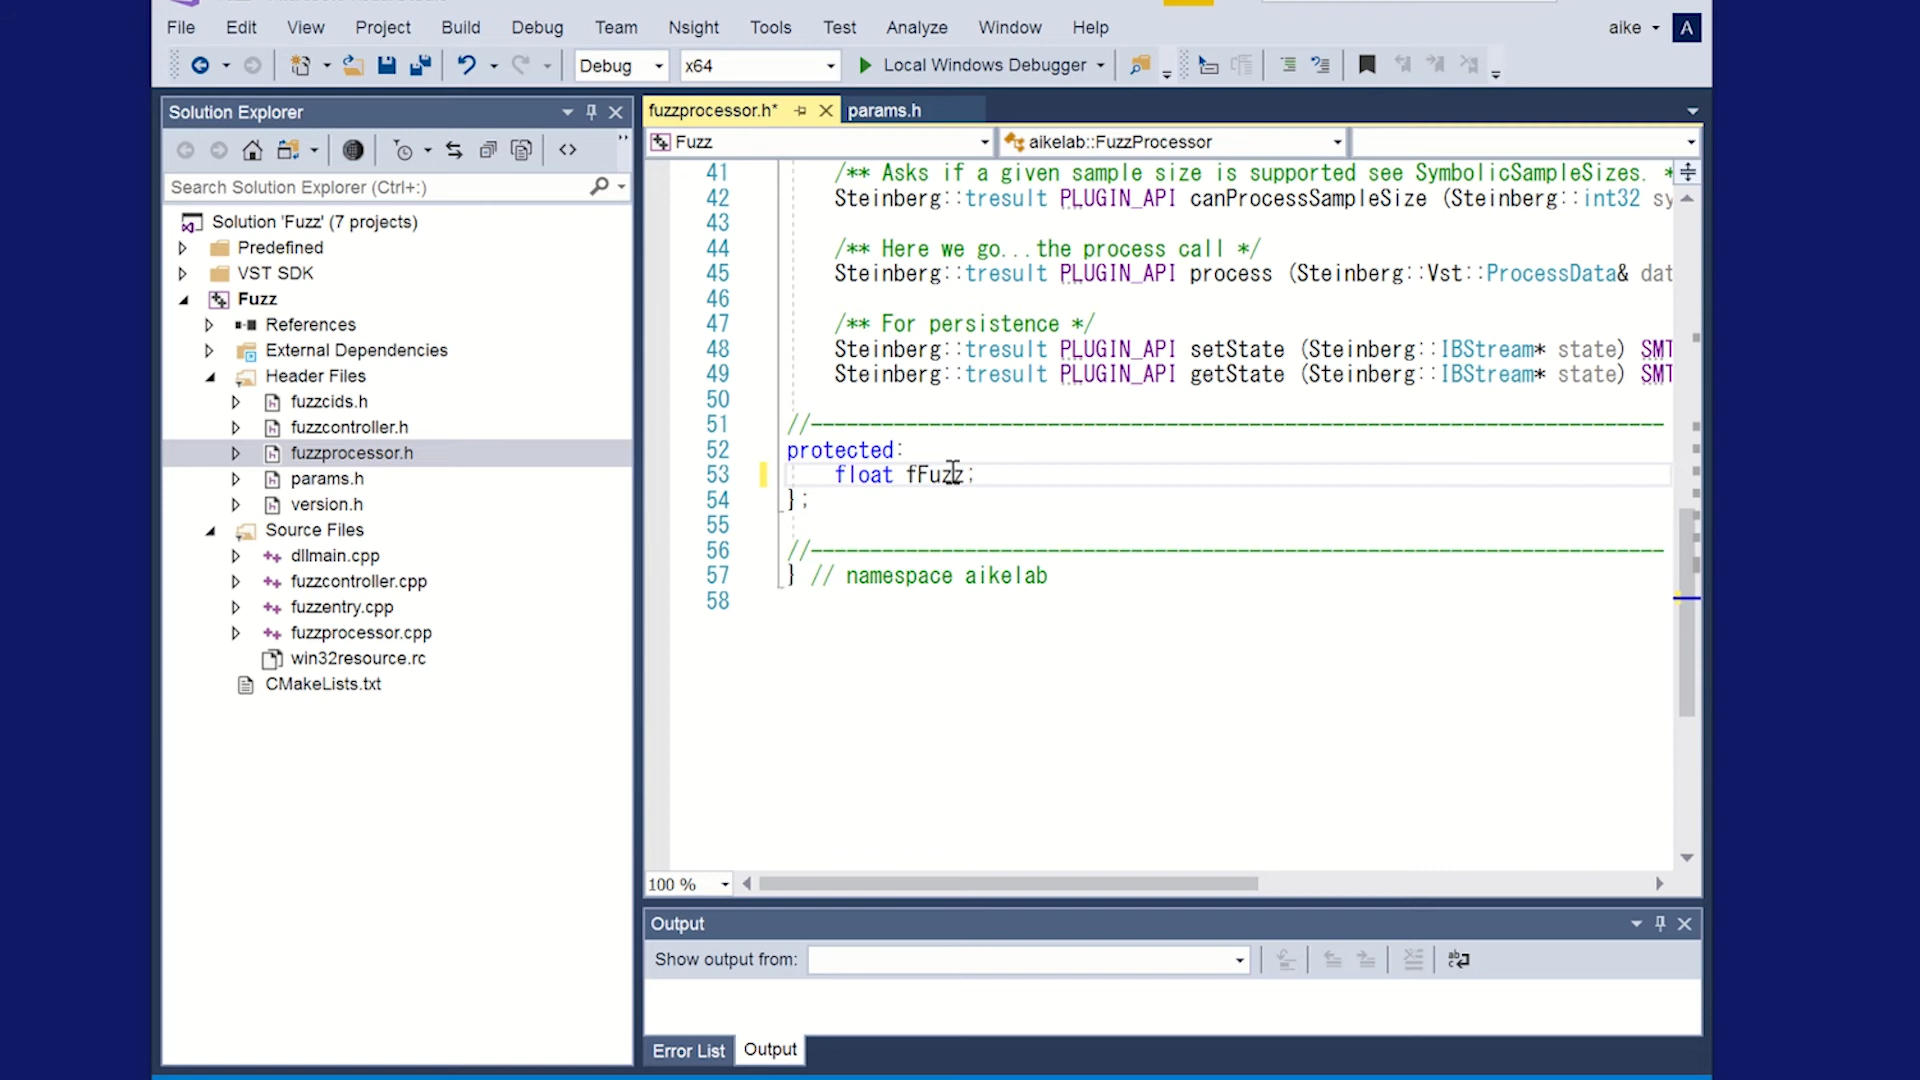 File Edit View Project Build Debug Team Nsight Tools Test Analyze Window Help aike A
Debug x64 Local Windows Debugger
Solution Explorer
Search Solution Explorer (Ctrl+:)
Solution 'Fuzz' (7 projects)
Predefined
VST SDK
Fuzz
References
External Dependencies
Header Files
fuzzcids.h
fuzzcontroller.h
fuzzprocessor.h
params.h
version.h
Source Files
dllmain.cpp
fuzzcontroller.cpp
fuzzentry.cpp
fuzzprocessor.cpp
win32resource.rc
CMakeLists.txt
fuzzprocessor.h* params.h
Fuzz aikelab::FuzzProcessor
41 /** Asks if a given sample size is supported see SymbolicSampleSizes. *
42 Steinberg::tresult PLUGIN_API canProcessSampleSize (Steinberg::int32 sy
43
44 /** Here we go...the process call */
45 Steinberg::tresult PLUGIN_API process (Steinberg::Vst::ProcessData& dat
46
47 /** For persistence */
48 Steinberg::tresult PLUGIN_API setState (Steinberg::IBStream* state) SMT
49 Steinberg::tresult PLUGIN_API getState (Steinberg::IBStream* state) SMT
50
51 //------------------------------------------------------------------------
52 protected:
53 float fFuzz;
54 };
55
56 //------------------------------------------------------------------------
57 } // namespace aikelab
58
100 %
Output
Show output from:
Error List Output